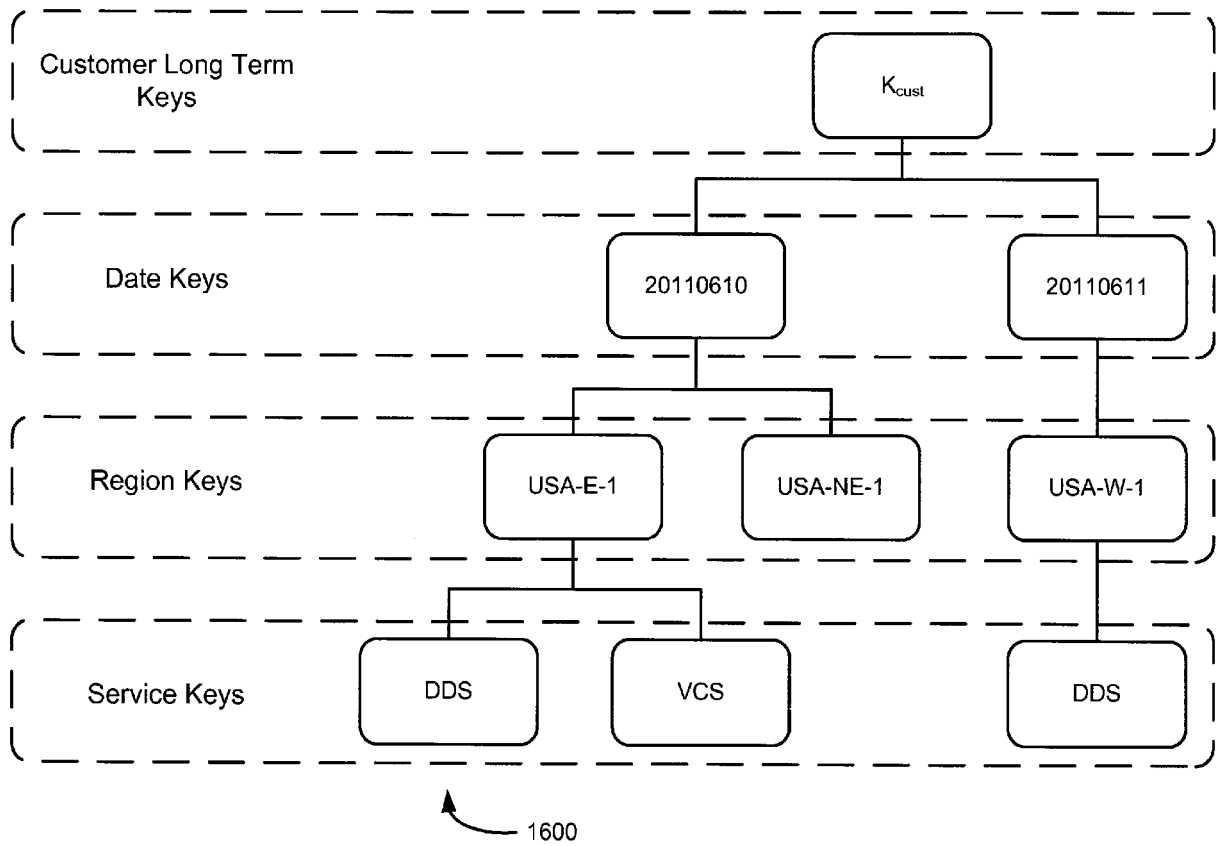 Customer Long Term
Keys
Kcust
Date Keys
20110610
20110611
Region Keys
USA-E-1
USA-NE-1
USA-W-1
Service Keys
DDS
VCS
DDS
1600